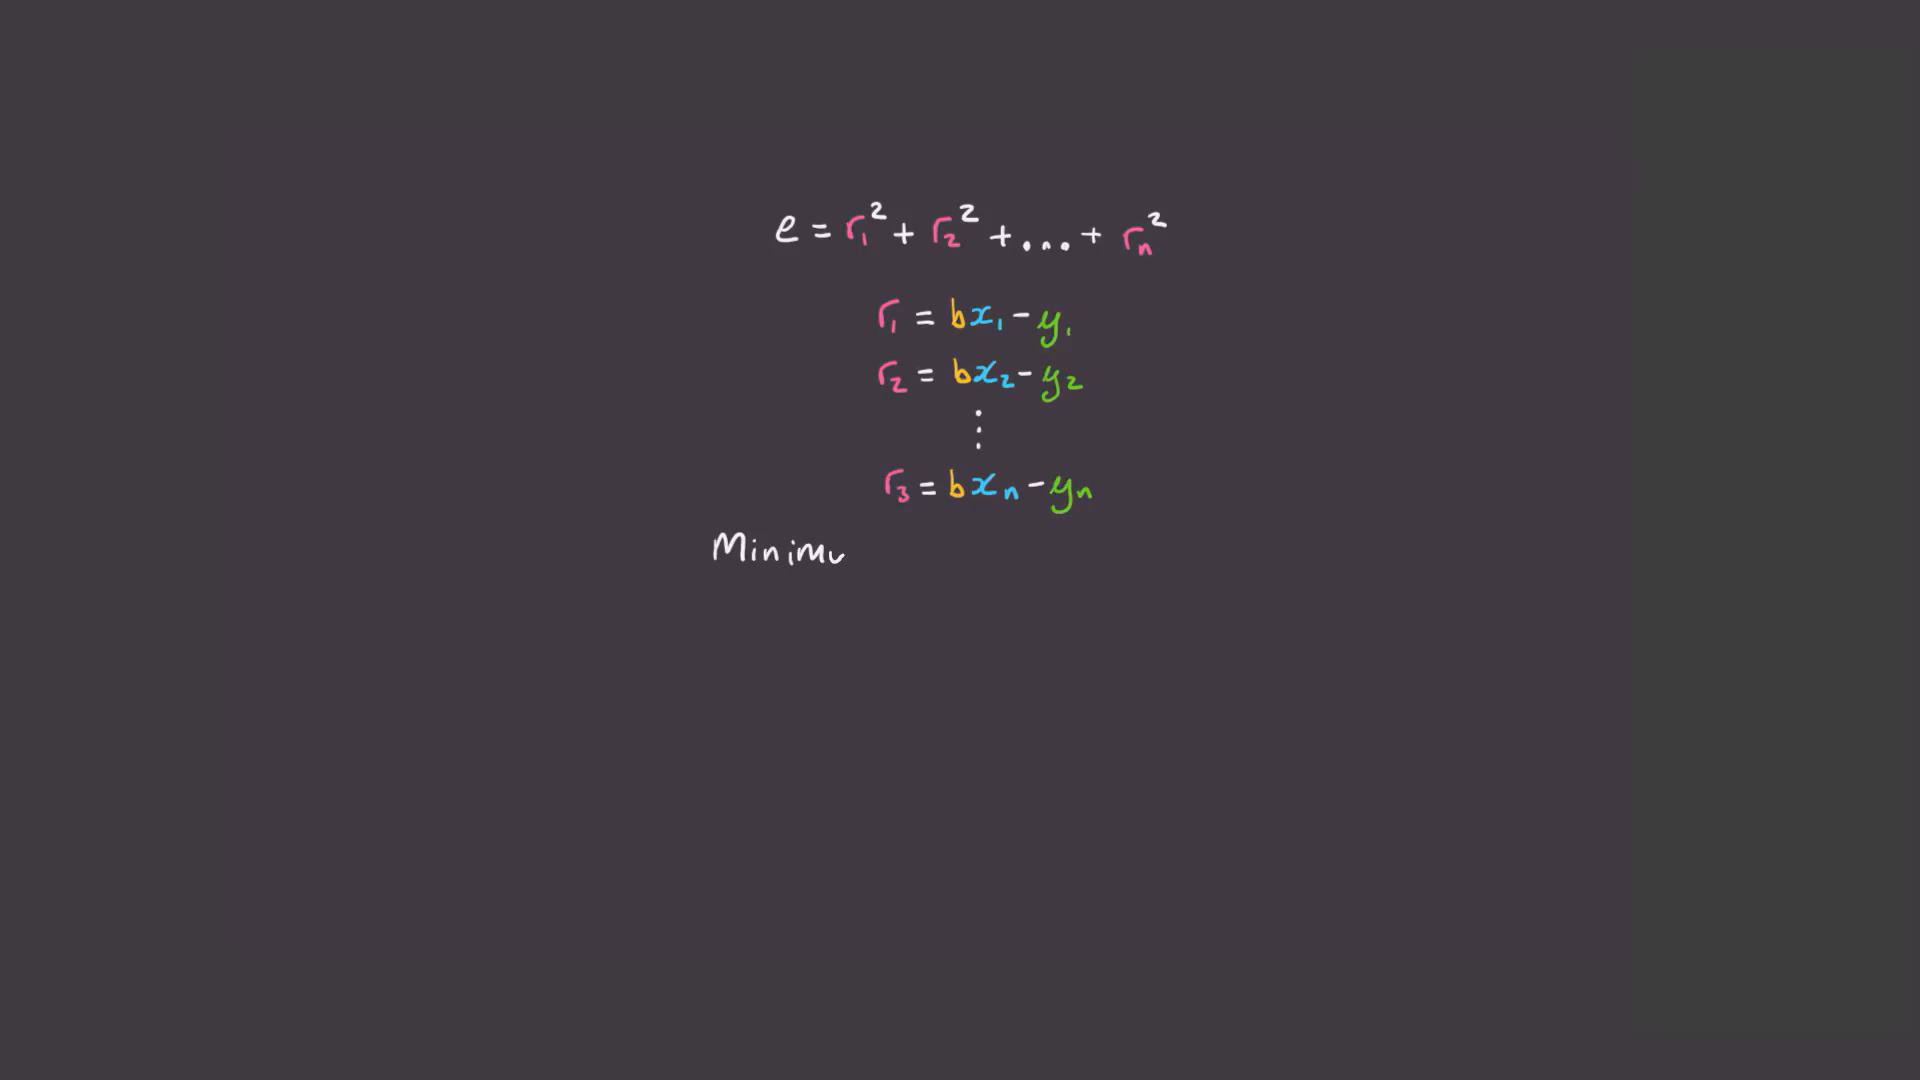 e = r₁² + r₂² + ... + rₙ²
r₁ = bx₁ - y₁
r₂ = bx₂ - y₂
⋮
r₃ = bxₙ - yₙ
Minimu